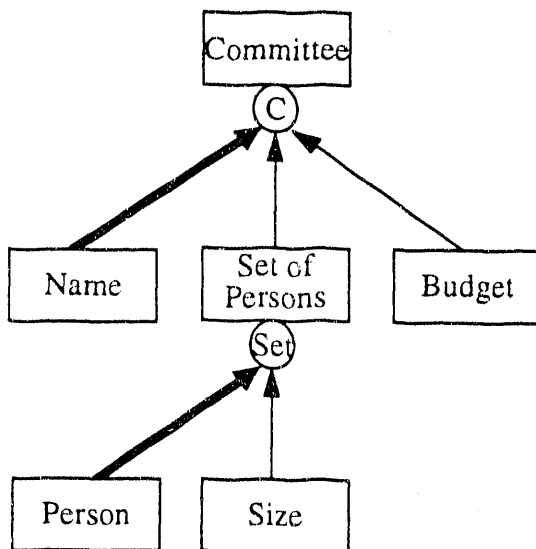 Committee
C
Name
Set of
Persons
Budget
Set
Person
Size